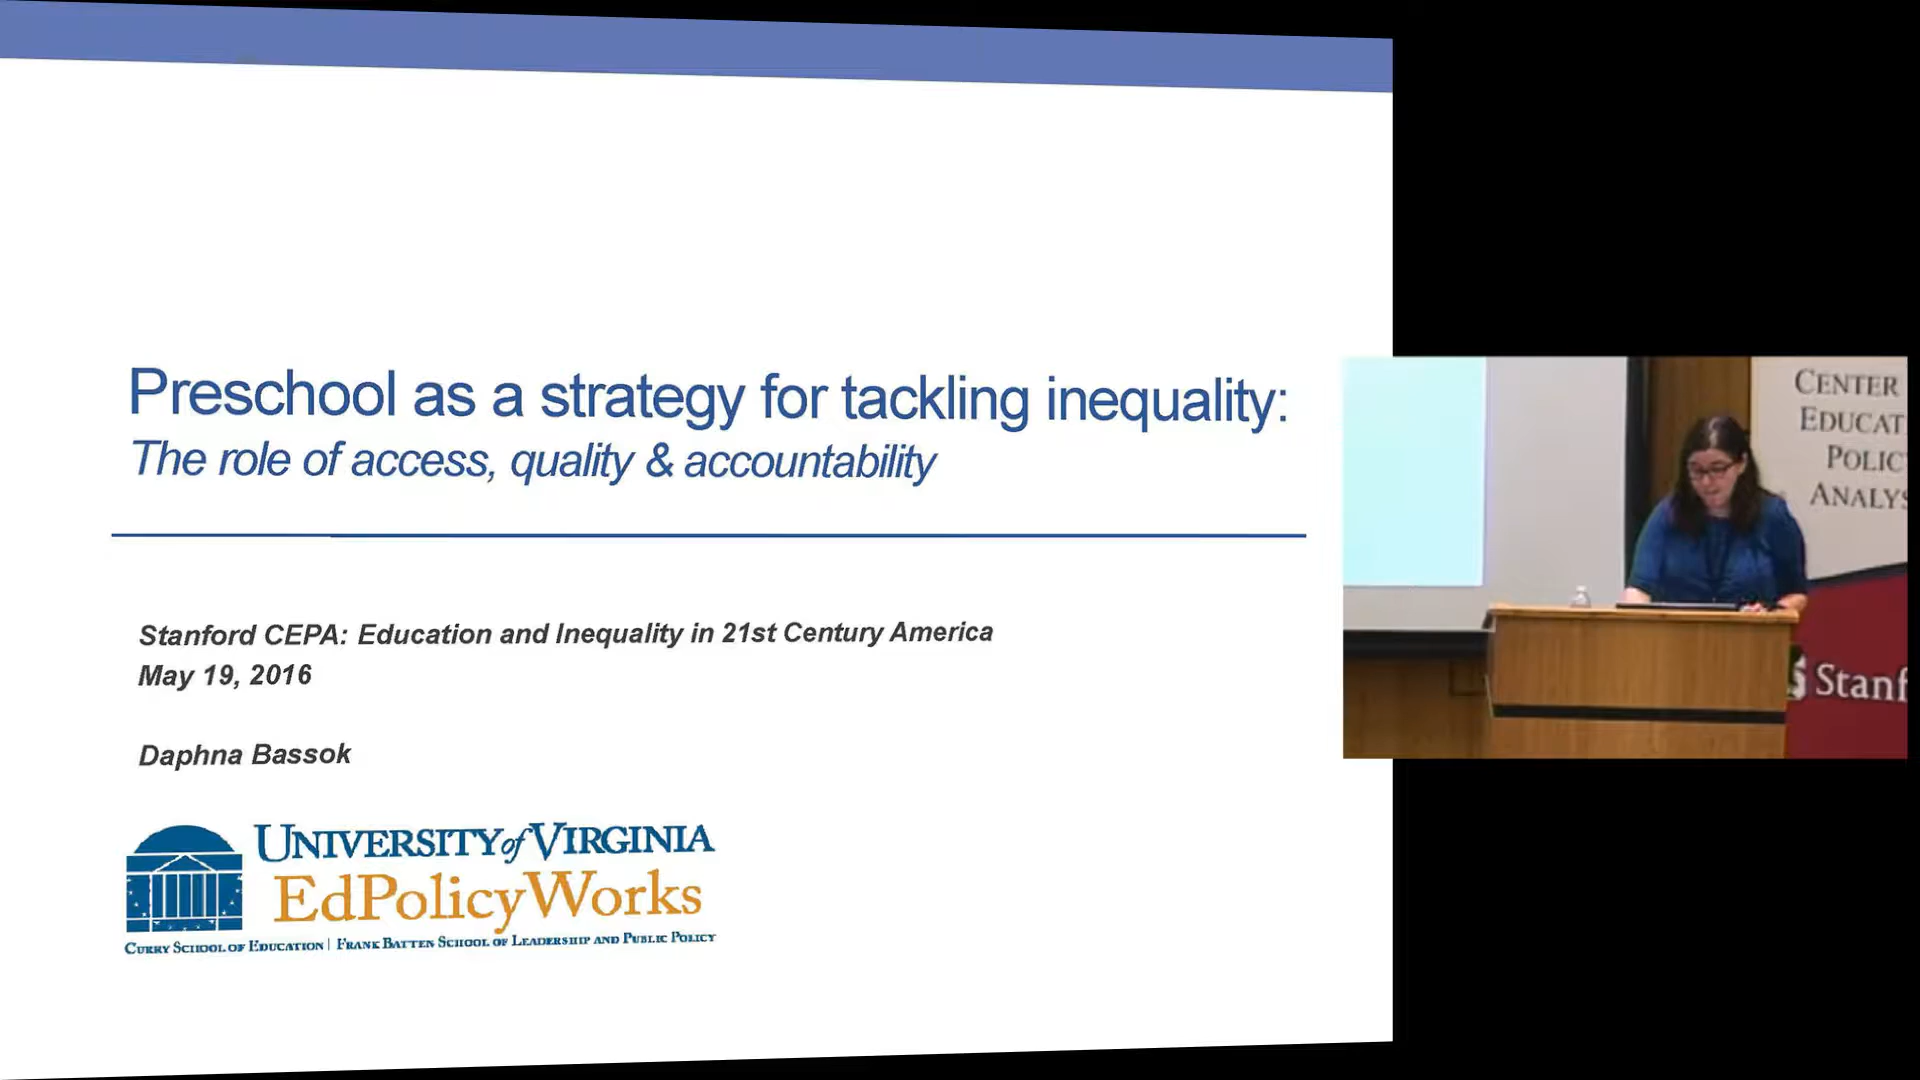 Preschool as a strategy for tackling inequality:
The role of access, quality & accountability
Stanford CEPA: Education and Inequality in 21st Century America
May 19, 2016
Daphna Bassok
UNIVERSITY of VIRGINIA
EdPolicyWorks
CURRY SCHOOL OF EDUCATION | FRANK BATTEN SCHOOL OF LEADERSHIP AND PUBLIC POLICY
CENTER
EDUCAT
POLIC
ANALYS
Stanf